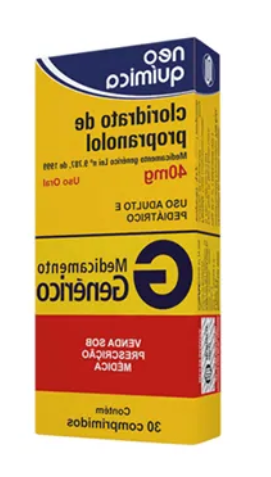 neo
química
cloridrato de
propranolol
Medicamento genérico Lei nº 9.787, de 1999
40mg
Uso Oral
USO ADULTO E
PEDIÁTRICO
G
Medicamento
Genérico
VENDA SOB
PRESCRIÇÃO
MÉDICA
Contém
30 comprimidos